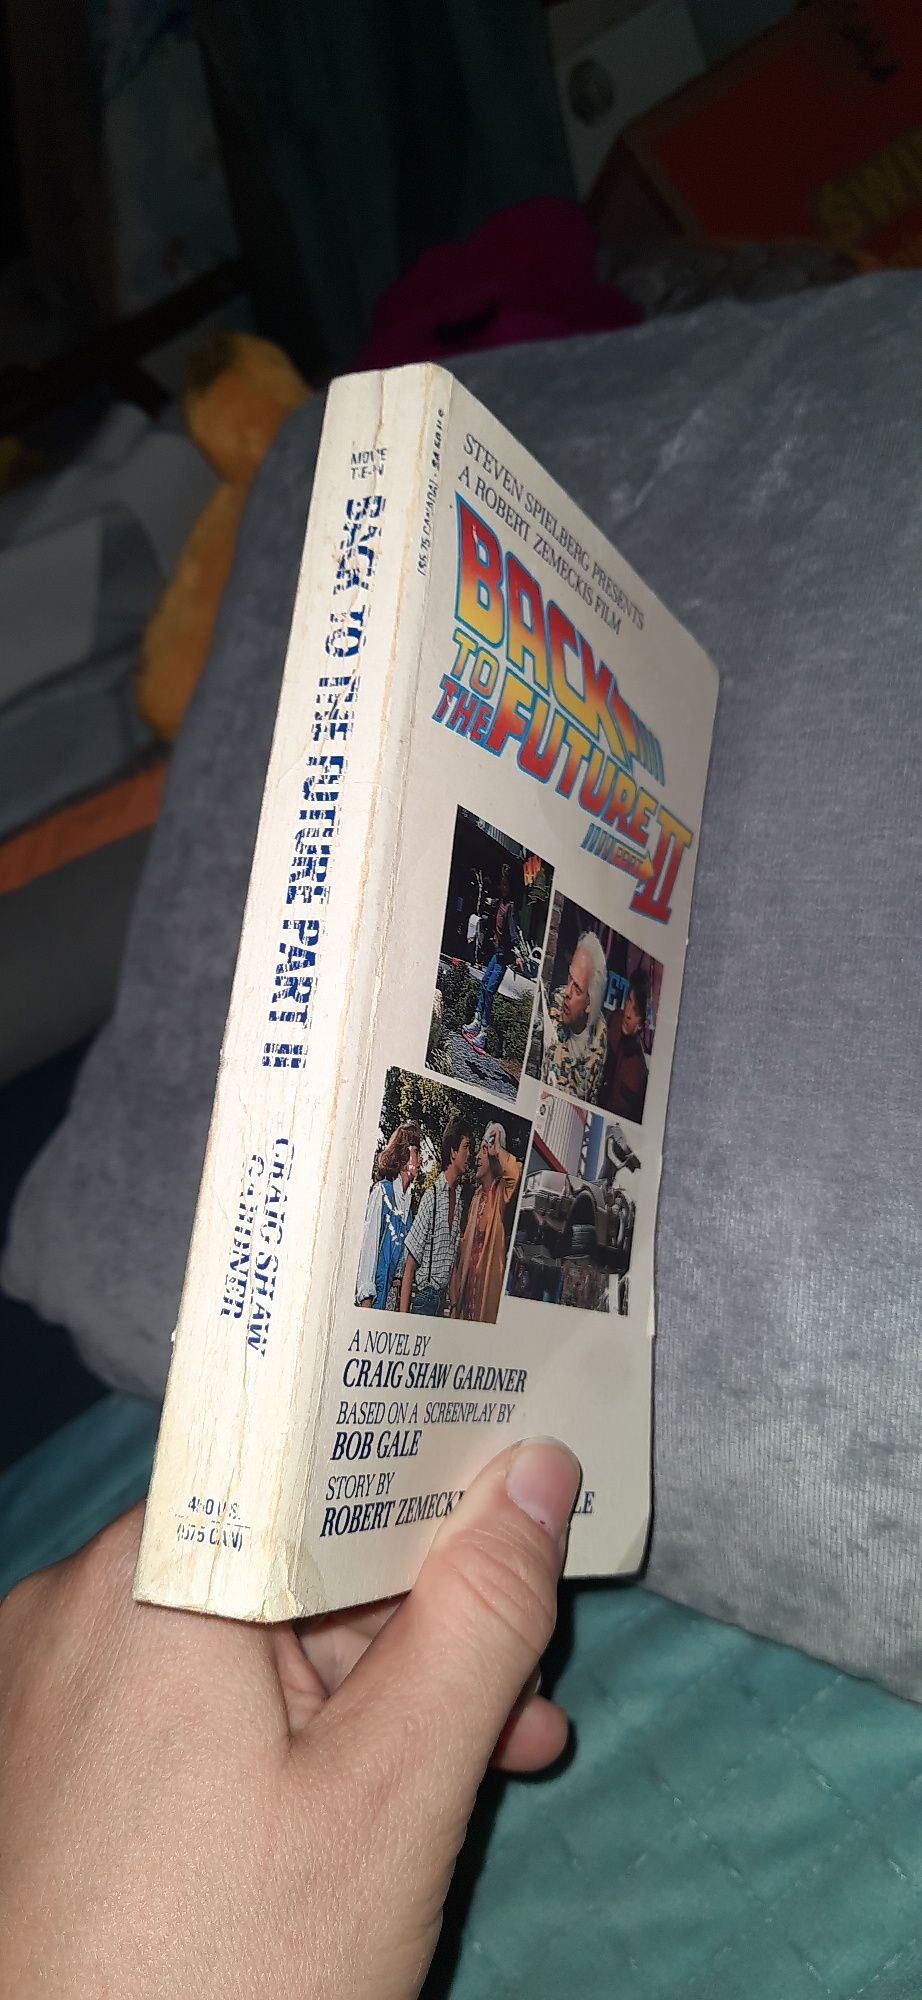 MOVIE
TIE-IN
BACK TO THE FUTURE PART II
CRAIG SHAW
GARDNER
STEVEN SPIELBERG PRESENTS
A ROBERT ZEMECKIS FILM
BACK
TO THE FUTURE
PART II
A NOVEL BY
CRAIG SHAW GARDNER
BASED ON A SCREENPLAY BY
BOB GALE
STORY BY
ROBERT